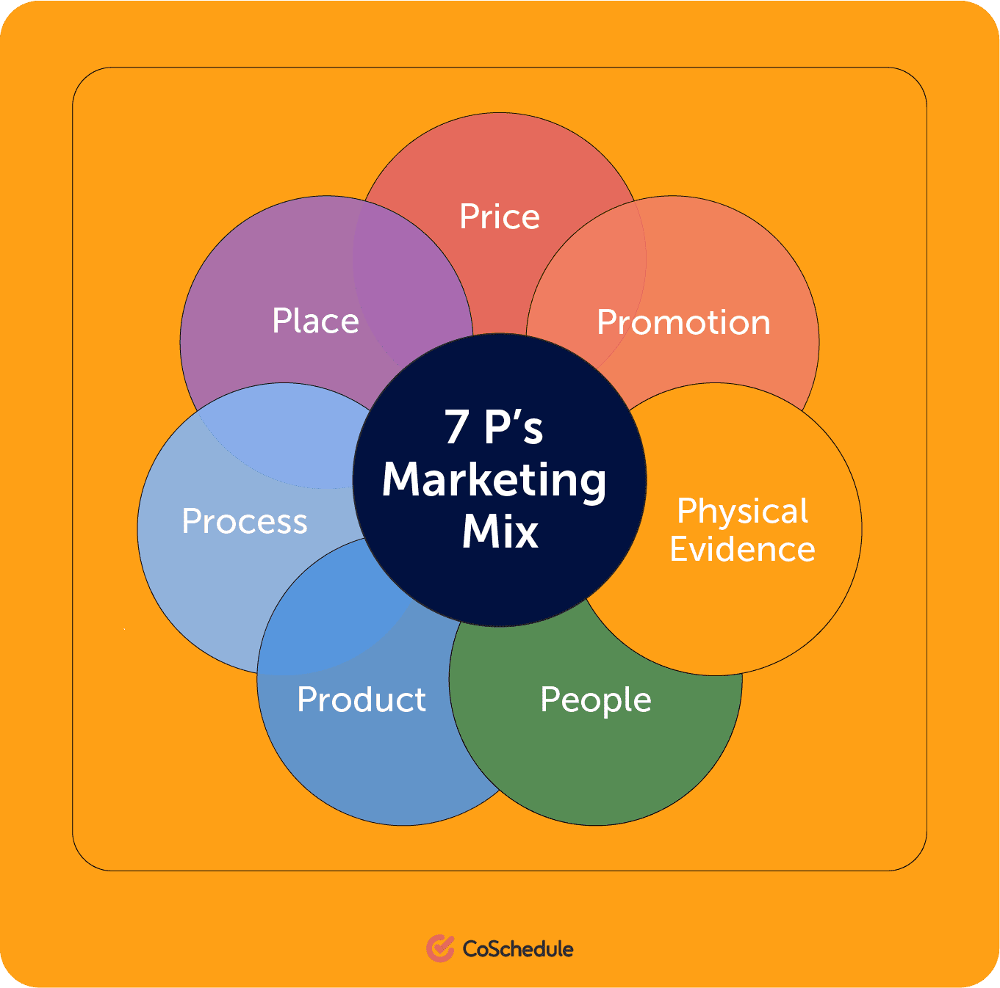 Price
Place
Promotion
7 P’s
Marketing
Mix
Physical
Evidence
Process
Product
People
CoSchedule